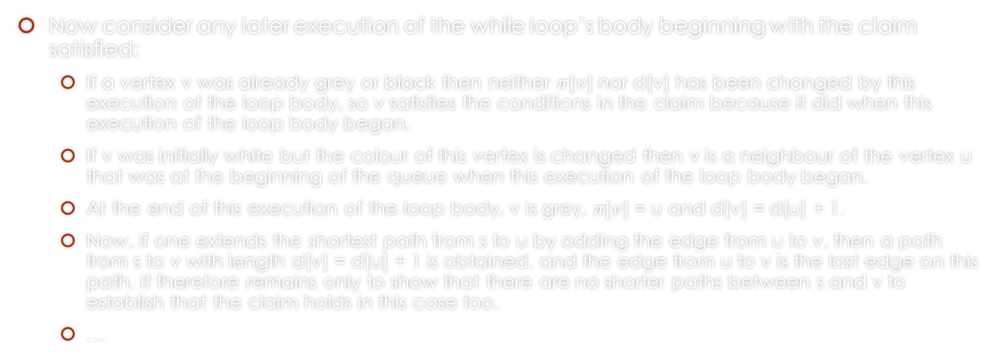 Now consider any later execution of the while loop's body beginning with the claim
satisfied:
If a vertex v was already grey or black then neither π[v] nor d[v] has been changed by this
execution of the loop body, so v satisfies the conditions in the claim because it did when this
execution of the loop body began.
If v was initially white but the colour of this vertex is changed then v is a neighbour of the vertex u
that was at the beginning of the queue when this execution of the loop body began.
At the end of this execution of the loop body, v is grey, π[v] = u and d[v] = d[u] + 1.
Now, if one extends the shortest path from s to u by adding the edge from u to v, then a path
from s to v with length d[v] = d[u] + 1 is obtained, and the edge from u to v is the last edge on this
path. It therefore remains only to show that there are no shorter paths between s and v to
establish that the claim holds in this case too.
...